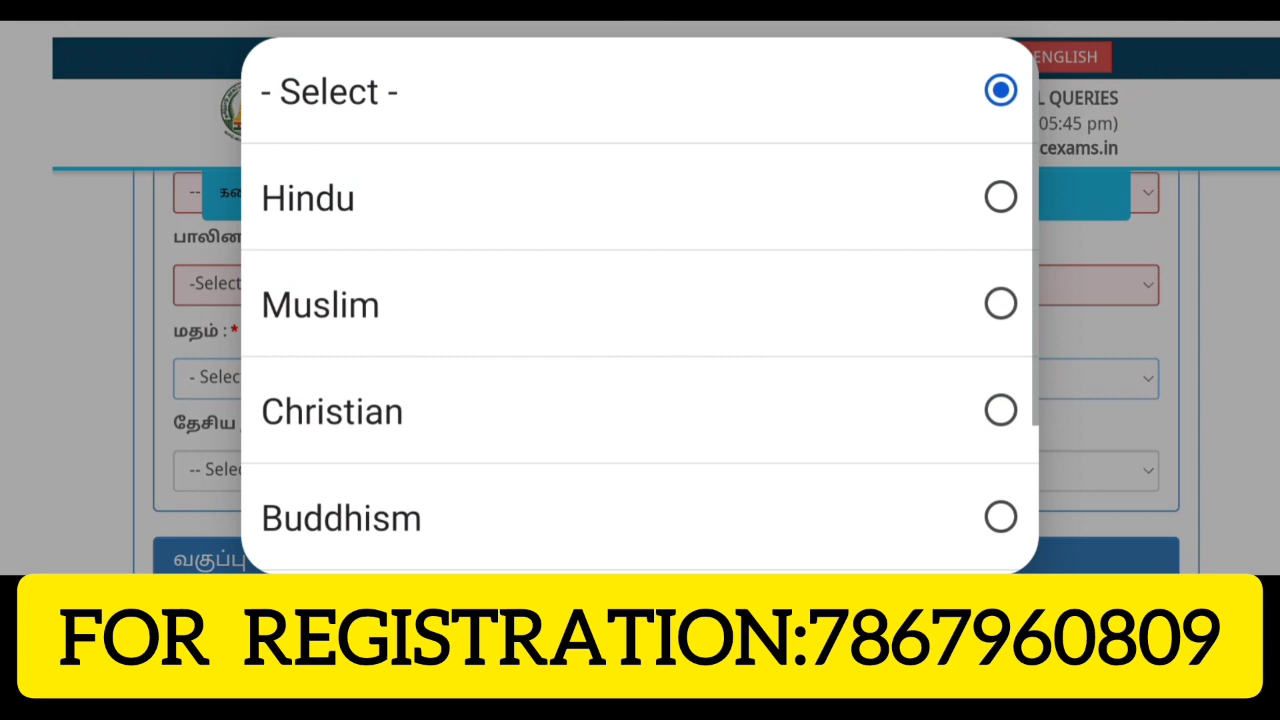 ENGLISH
- Select -
L QUERIES
05:45 pm)
cexams.in
Hindu
--
பாலின
-Select
Muslim
மதம் : *
- Selec
Christian
தேசிய
-- Selec
Buddhism
வகுப்பு
FOR REGISTRATION:7867960809